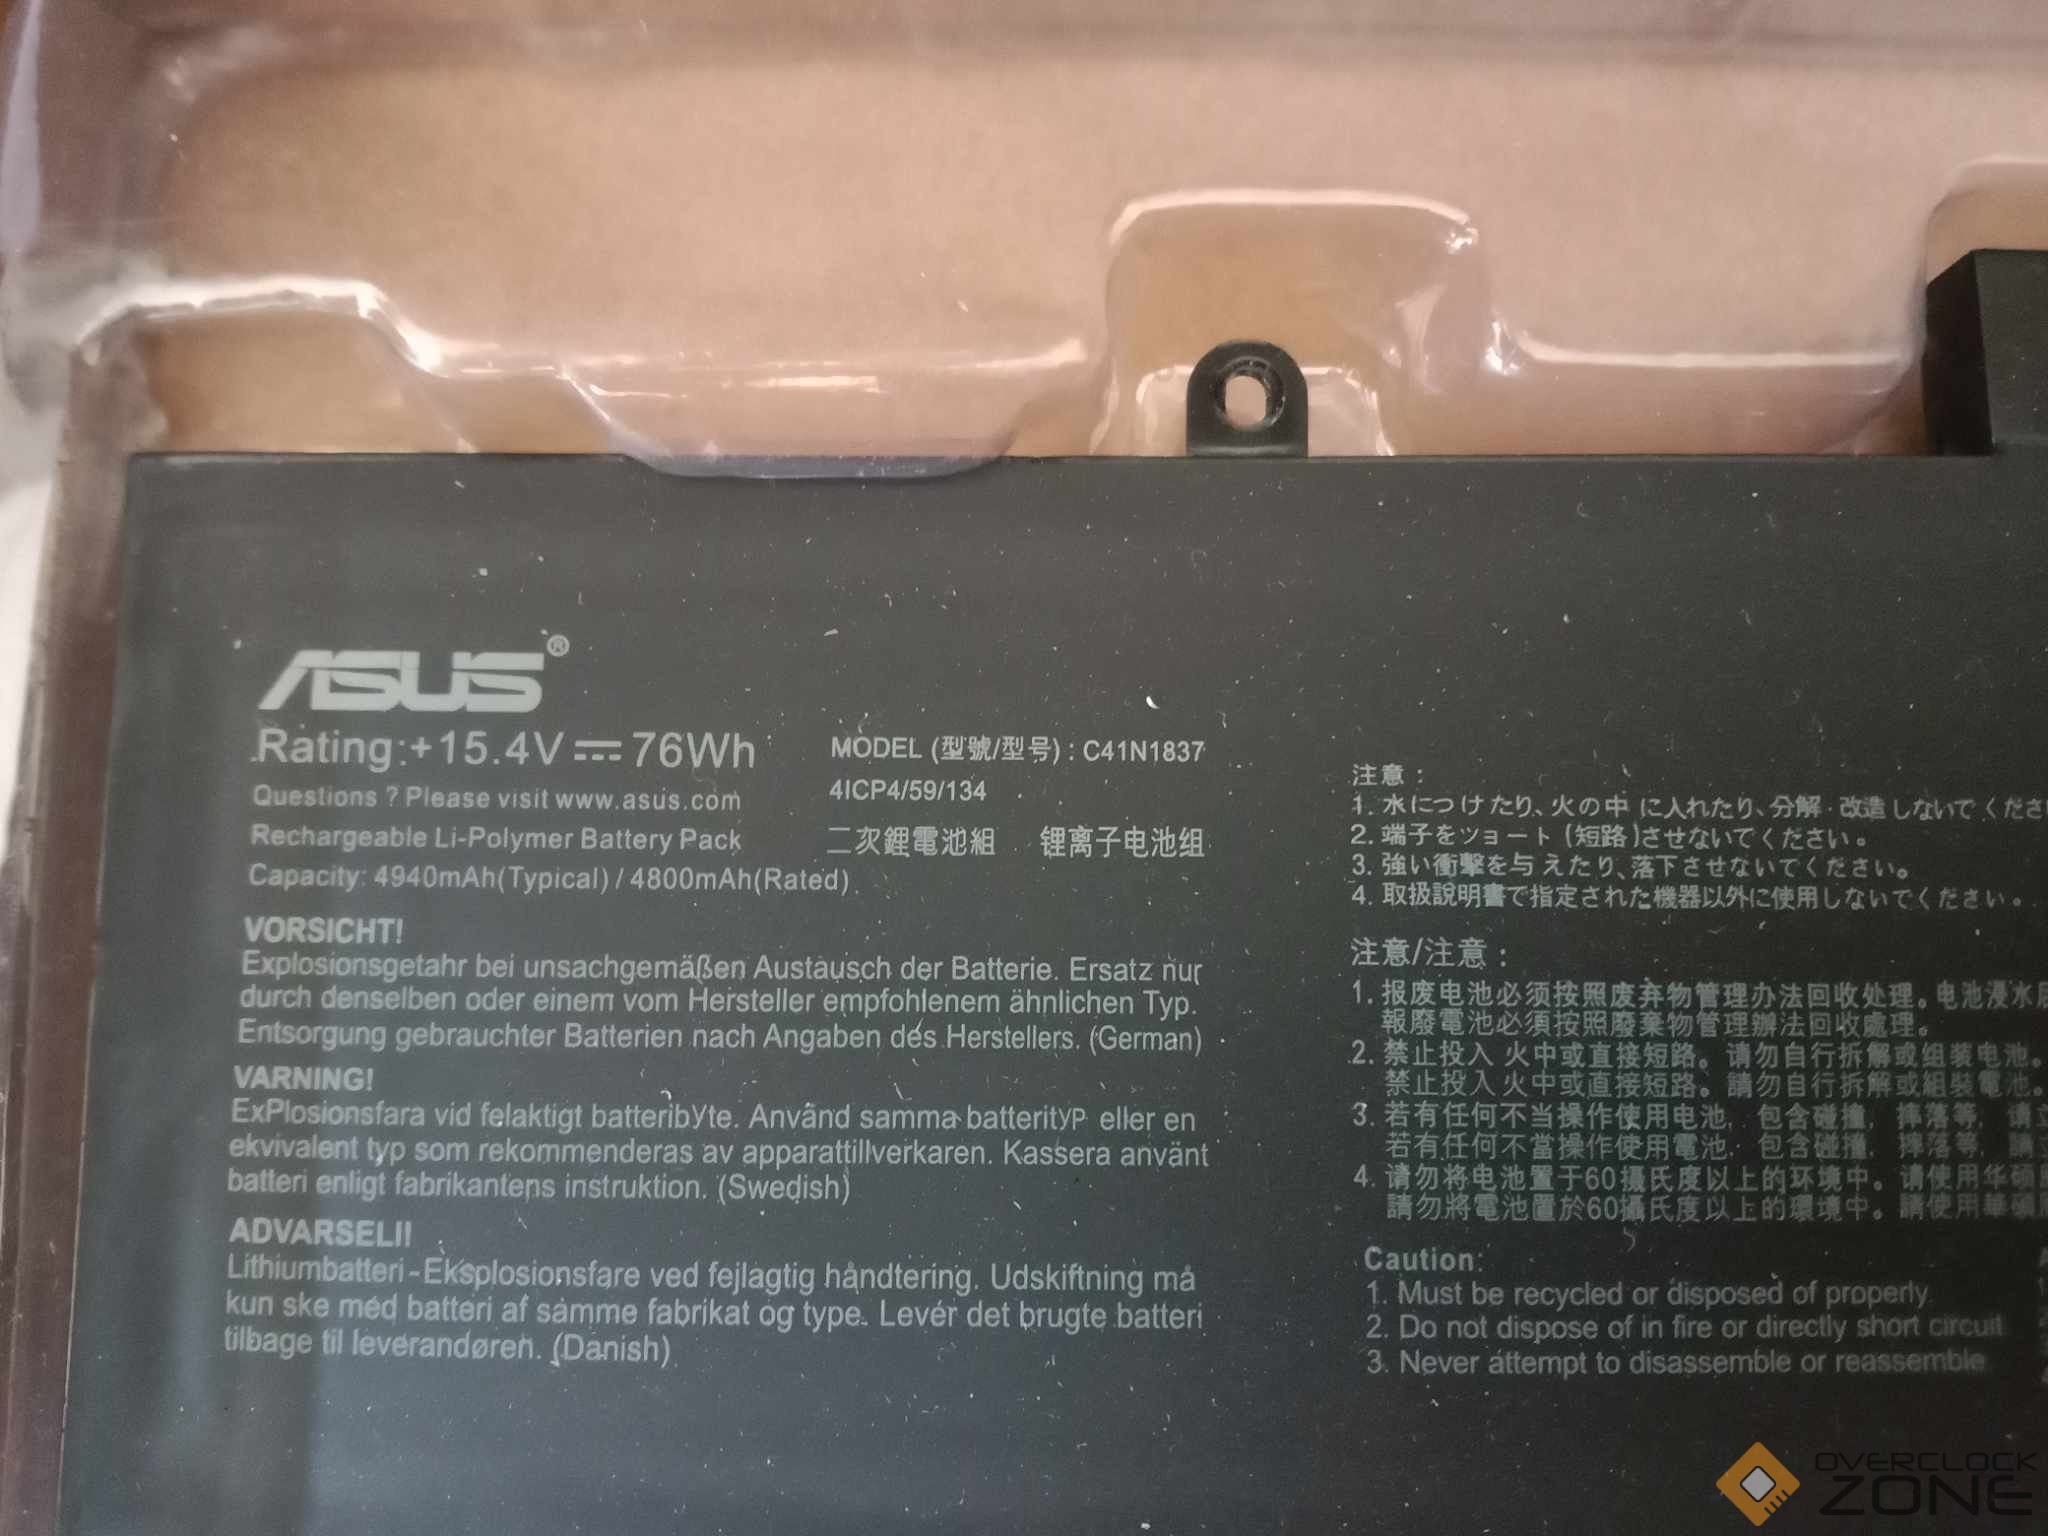 ASUS®
Rating:+15.4V 76Wh
Questions ? Please visit www.asus.com
Rechargeable Li-Polymer Battery Pack
Capacity: 4940mAh(Typical) / 4800mAh(Rated)
MODEL (型號/型号) : C41N1837
4ICP4/59/134
二次鋰電池組 锂离子电池组
VORSICHT!
Explosionsgetahr bei unsachgemäßen Austausch der Batterie. Ersatz nur
durch denselben oder einem vom Hersteller empfohlenem ähnlichen Typ.
Entsorgung gebrauchter Batterien nach Angaben des Herstellers. (German)
VARNING!
ExPlosionsfara vid felaktigt batteribyte. Använd samma batterityP eller en
ekvivalent typ som rekommenderas av apparattillverkaren. Kassera använt
batteri enligt fabrikantens instruktion. (Swedish)
ADVARSELI!
Lithiumbatteri-Eksplosionsfare ved fejlagtig håndtering. Udskiftning må
kun ske med batteri af samme fabrikat og type. Levér det brugte batteri
tilbage til leverandøren. (Danish)
注意 :
1. 水につけたり、火の中に入れたり、分解·改造しないでくださ
2. 端子をツョート (短路)させないてください。
3. 強い衝撃を与えたり、落下させないてください。
4. 取扱說明書で指定された機器以外に使用しないてください。
注意/注意 :
1. 报废电池必须按照废弃物管理办法回收处理。电池浸水后
報廢電池必須按照廢棄物管理辦法回收處理。
2. 禁止投入火中或直接短路。请勿自行拆解或组装电池。
禁止投入火中或直接短路。請勿自行拆解或組裝電池。
3. 若有任何不当操作使用电池，包含碰撞，摔落等，请立
若有任何不當操作使用電池，包含碰撞，摔落等，請立
4. 请勿将电池置于60攝氏度以上的环境中。请使用华硕
請勿將電池置於60攝氏度以上的環境中。請使用華碩
Caution:
1. Must be recycled or disposed of properly.
2. Do not dispose of in fire or directly short circuit
3. Never attempt to disassemble or reassemble
OVERCLOCK
ZONE